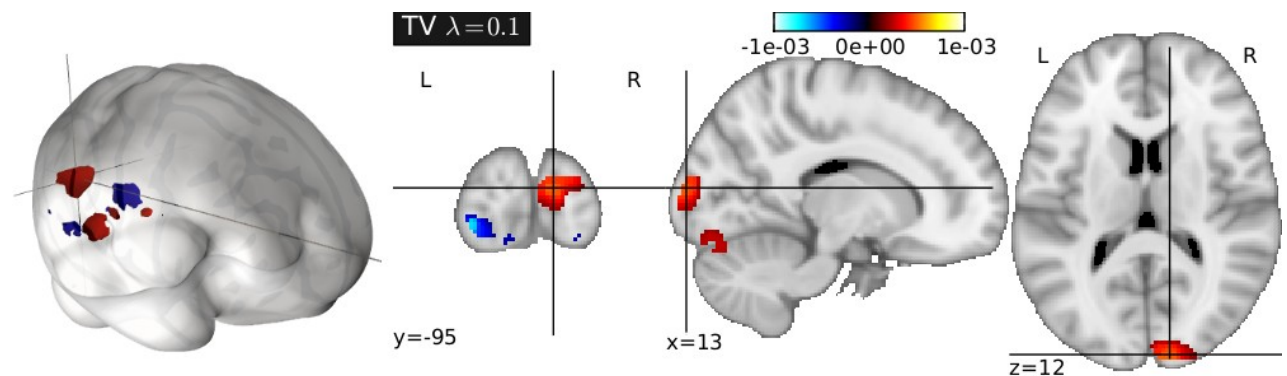 TV λ=0.1
-1e-03 0e+00 1e-03
L R
L R
y=-95
x=13
z=12